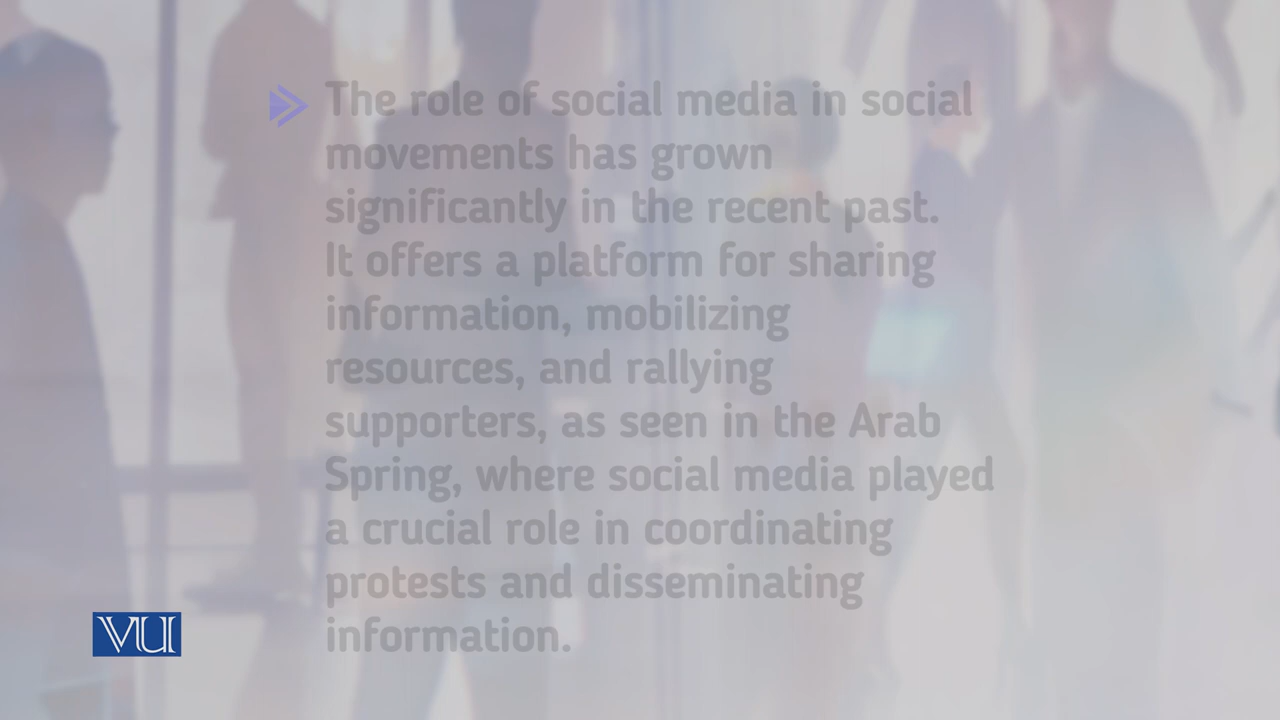 The role of social media in social
movements has grown
significantly in the recent past.
It offers a platform for sharing
information, mobilizing
resources, and rallying
supporters, as seen in the Arab
Spring, where social media played
a crucial role in coordinating
protests and disseminating
information.
VU